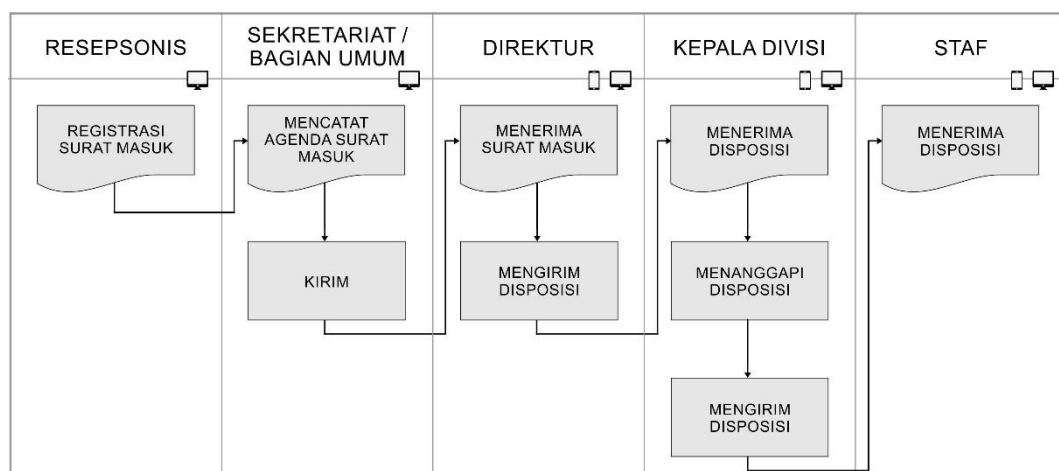 RESEPSONIS
SEKRETARIAT /
BAGIAN UMUM
DIREKTUR
KEPALA DIVISI
STAF
REGISTRASI
SURAT MASUK
MENCATAT
AGENDA SURAT
MASUK
MENERIMA
SURAT MASUK
MENERIMA
DISPOSISI
MENERIMA
DISPOSISI
KIRIM
MENGIRIM
DISPOSISI
MENANGGAPI
DISPOSISI
MENGIRIM
DISPOSISI